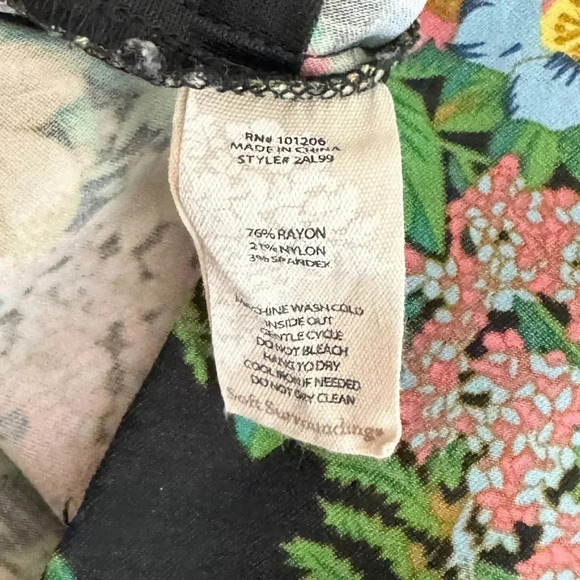 RN# 101206
MADE IN CHINA
STYLE# 2AL99
76% RAYON
21% NYLON
3% SPANDEX
MACHINE WASH COLD
INSIDE OUT
GENTLE CYCLE
DO NOT BLEACH
HANG TO DRY
COOL IRON IF NEEDED
DO NOT DRY CLEAN
Soft Surroundings